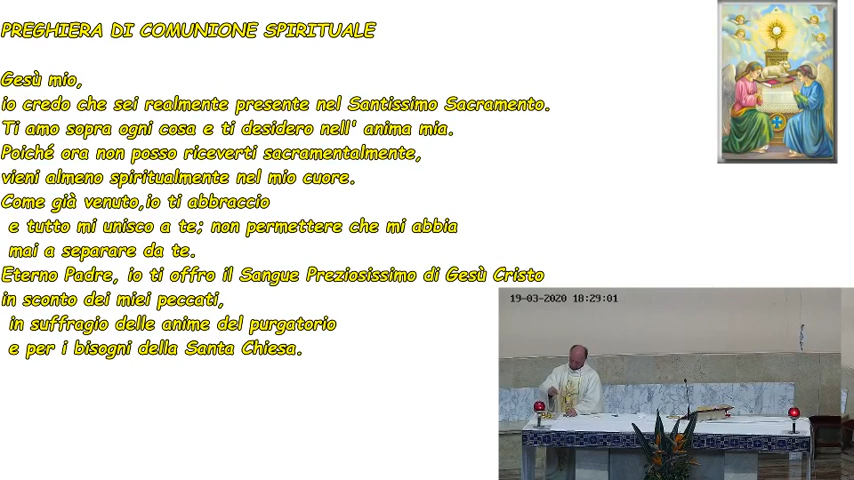 PREGHIERA DI COMUNIONE SPIRITUALE
Gesù mio,
io credo che sei realmente presente nel Santissimo Sacramento.
Ti amo sopra ogni cosa e ti desidero nell' anima mia.
Poiché ora non posso riceverti sacramentalmente,
vieni almeno spiritualmente nel mio cuore.
Come già venuto,io ti abbraccio
e tutto mi unisco a te; non permettere che mi abbia
mai a separare da te.
Eterno Padre, io ti offro il Sangue Preziosissimo di Gesù Cristo
in sconto dei miei peccati,
in suffragio delle anime del purgatorio
e per i bisogni della Santa Chiesa.
19-03-2020 18:29:01